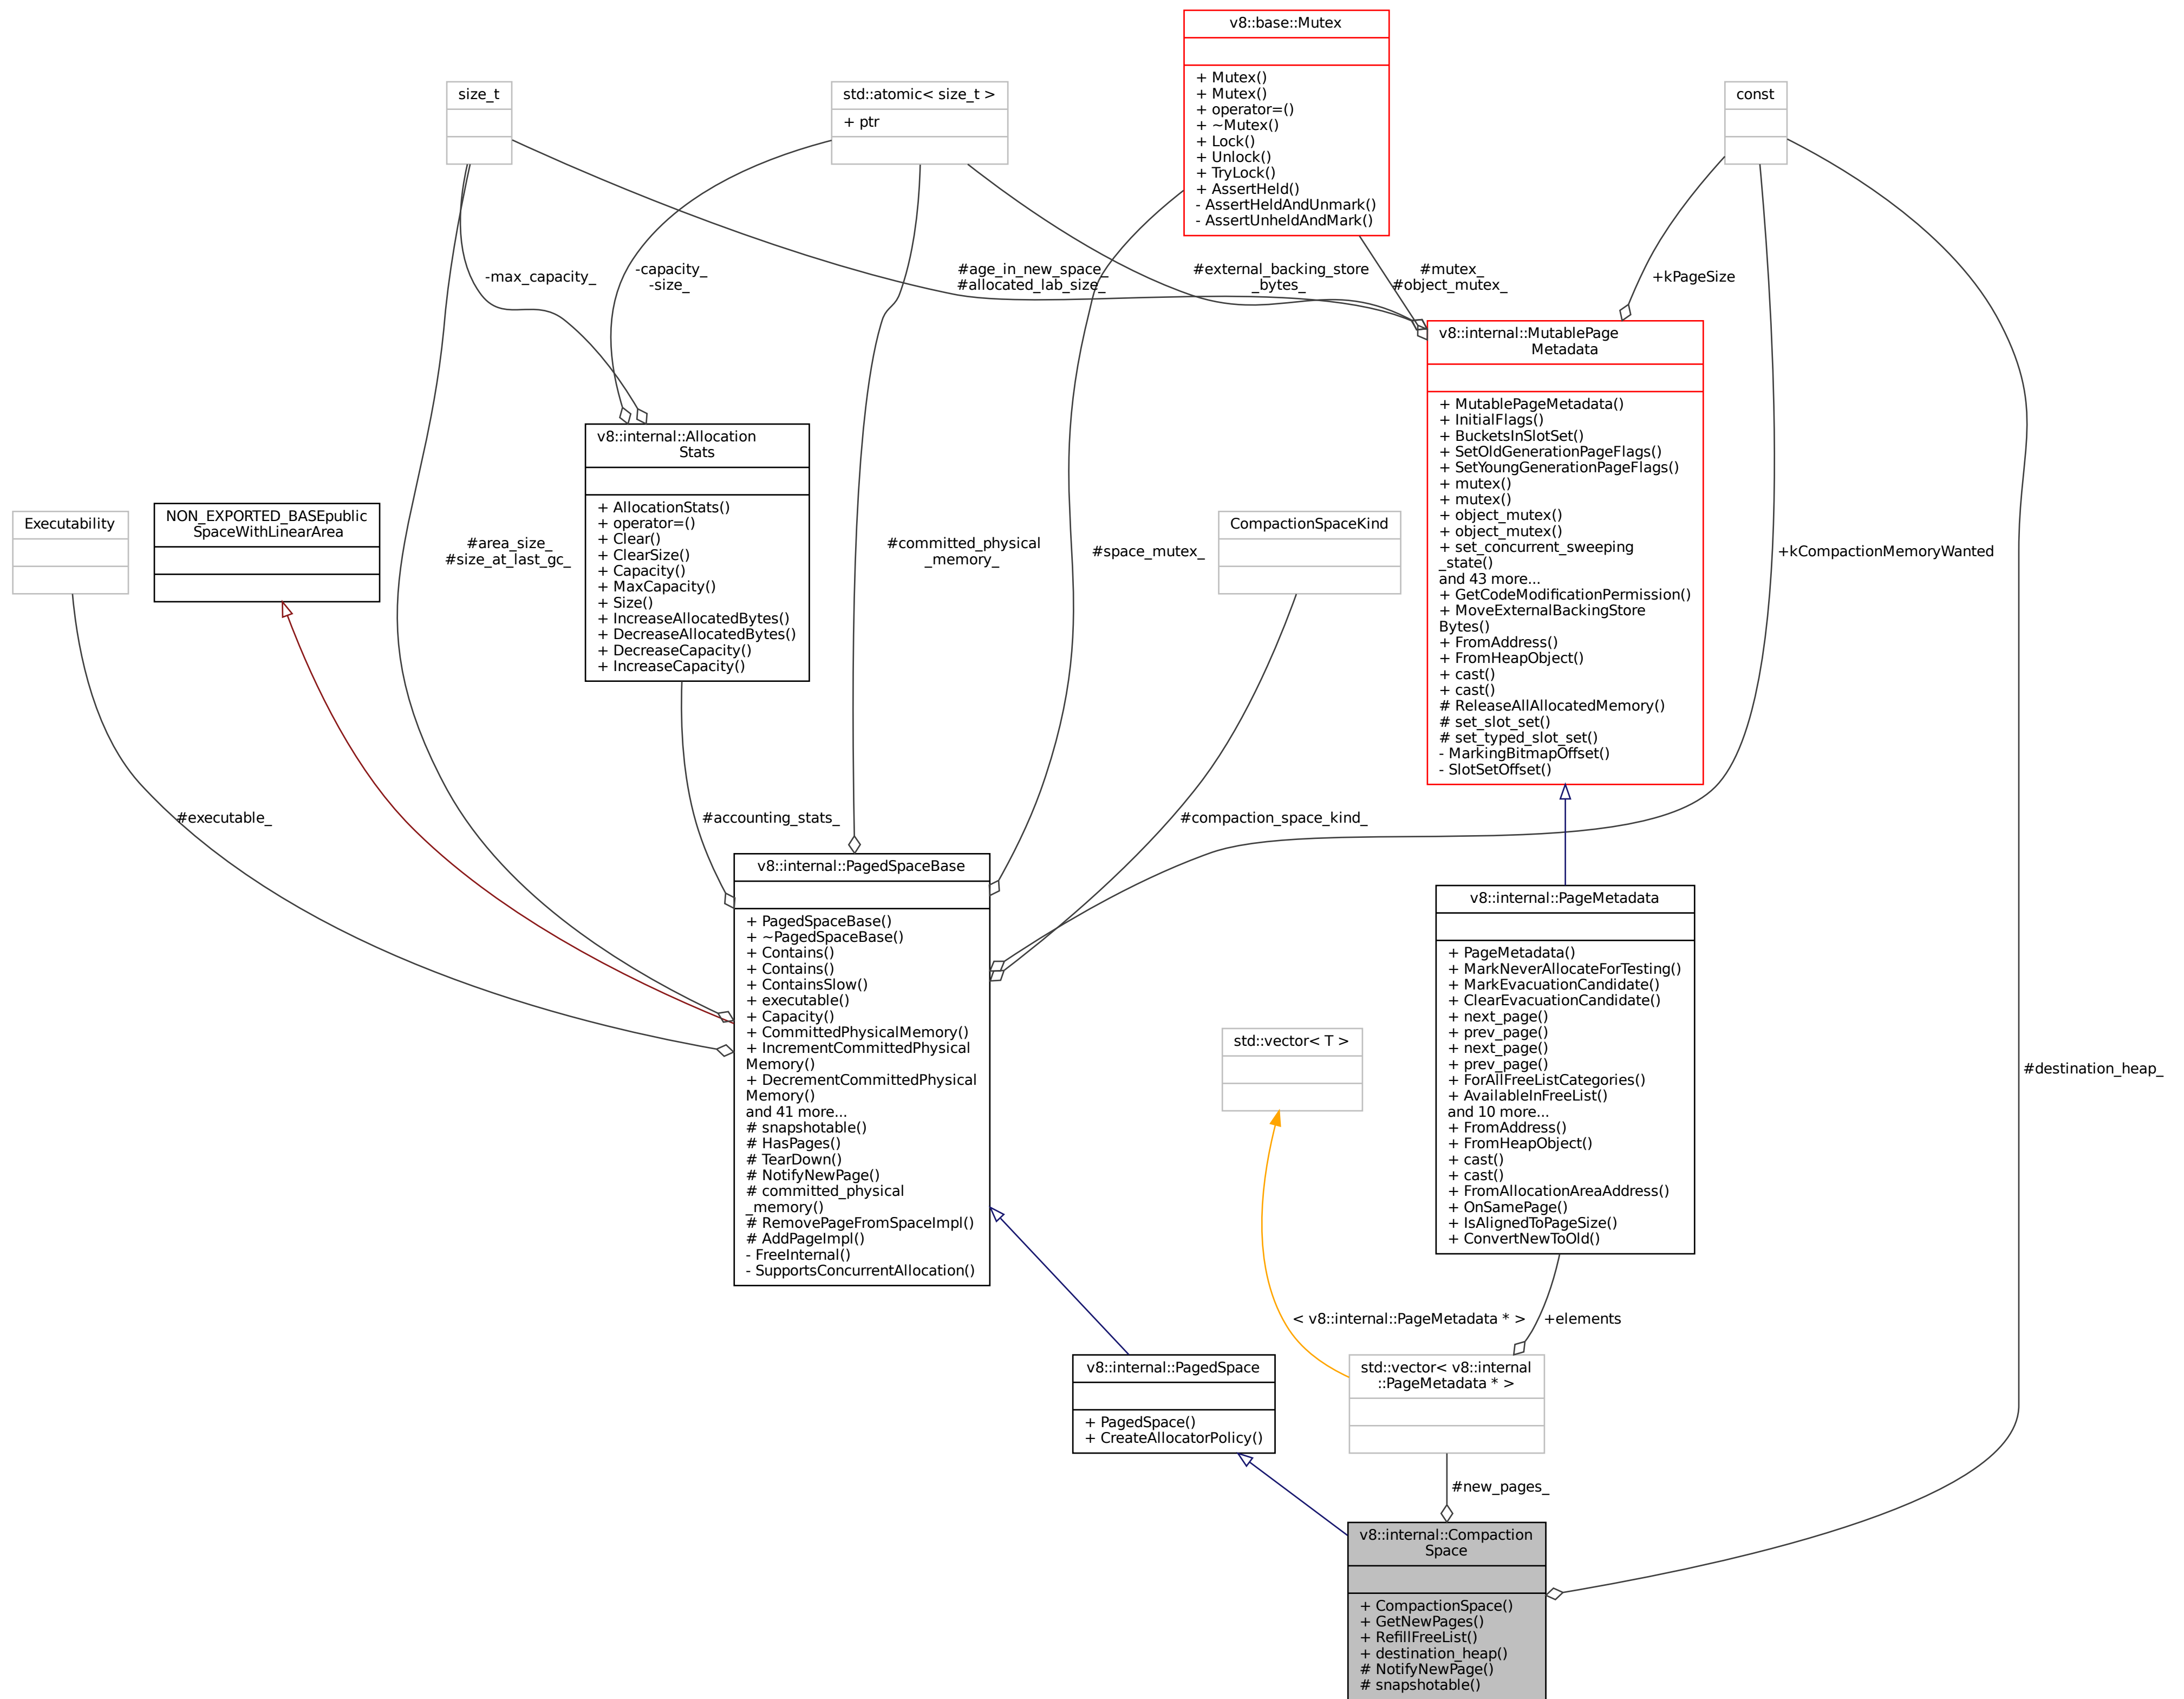 v8::base::Mutex
+ Mutex()
+ Mutex()
+ operator=()
+ ~Mutex()
+ Lock()
+ Unlock()
+ TryLock()
+ AssertHeld()
- AssertHeldAndUnmark()
- AssertUnheldAndMark()
size_t
std::atomic< size_t >
+ ptr
const
-max_capacity_
-capacity_
-size_
#age_in_new_space_
#allocated_lab_size_
#external_backing_store
_bytes_
#mutex_
#object_mutex_
+kPageSize
v8::internal::MutablePage
Metadata
+ MutablePageMetadata()
+ InitialFlags()
+ BucketsInSlotSet()
+ SetOldGenerationPageFlags()
+ SetYoungGenerationPageFlags()
+ mutex()
+ mutex()
+ object_mutex()
+ object_mutex()
+ set_concurrent_sweeping
_state()
and 43 more...
+ GetCodeModificationPermission()
+ MoveExternalBackingStore
Bytes()
+ FromAddress()
+ FromHeapObject()
+ cast()
+ cast()
# ReleaseAllAllocatedMemory()
# set_slot_set()
# set_typed_slot_set()
- MarkingBitmapOffset()
- SlotSetOffset()
v8::internal::Allocation
Stats
+ AllocationStats()
+ operator=()
+ Clear()
+ ClearSize()
+ Capacity()
+ MaxCapacity()
+ Size()
+ IncreaseAllocatedBytes()
+ DecreaseAllocatedBytes()
+ DecreaseCapacity()
+ IncreaseCapacity()
Executability
NON_EXPORTED_BASEpublic
SpaceWithLinearArea
#area_size_
#size_at_last_gc_
#committed_physical
_memory_
#space_mutex_
CompactionSpaceKind
+kCompactionMemoryWanted
#executable_
#accounting_stats_
#compaction_space_kind_
v8::internal::PagedSpaceBase
+ PagedSpaceBase()
+ ~PagedSpaceBase()
+ Contains()
+ Contains()
+ ContainsSlow()
+ executable()
+ Capacity()
+ CommittedPhysicalMemory()
+ IncrementCommittedPhysical
Memory()
+ DecrementCommittedPhysical
Memory()
and 41 more...
# snapshotable()
# HasPages()
# TearDown()
# NotifyNewPage()
# committed_physical
_memory()
# RemovePageFromSpaceImpl()
# AddPageImpl()
- FreeInternal()
- SupportsConcurrentAllocation()
v8::internal::PageMetadata
+ PageMetadata()
+ MarkNeverAllocateForTesting()
+ MarkEvacuationCandidate()
+ ClearEvacuationCandidate()
+ next_page()
+ prev_page()
+ next_page()
+ prev_page()
+ ForAllFreeListCategories()
+ AvailableInFreeList()
and 10 more...
+ FromAddress()
+ FromHeapObject()
+ cast()
+ cast()
+ FromAllocationAreaAddress()
+ OnSamePage()
+ IsAlignedToPageSize()
+ ConvertNewToOld()
std::vector< T >
#destination_heap_
< v8::internal::PageMetadata * >
+elements
v8::internal::PagedSpace
+ PagedSpace()
+ CreateAllocatorPolicy()
std::vector< v8::internal
::PageMetadata * >
#new_pages_
v8::internal::Compaction
Space
+ CompactionSpace()
+ GetNewPages()
+ RefillFreeList()
+ destination_heap()
# NotifyNewPage()
# snapshotable()